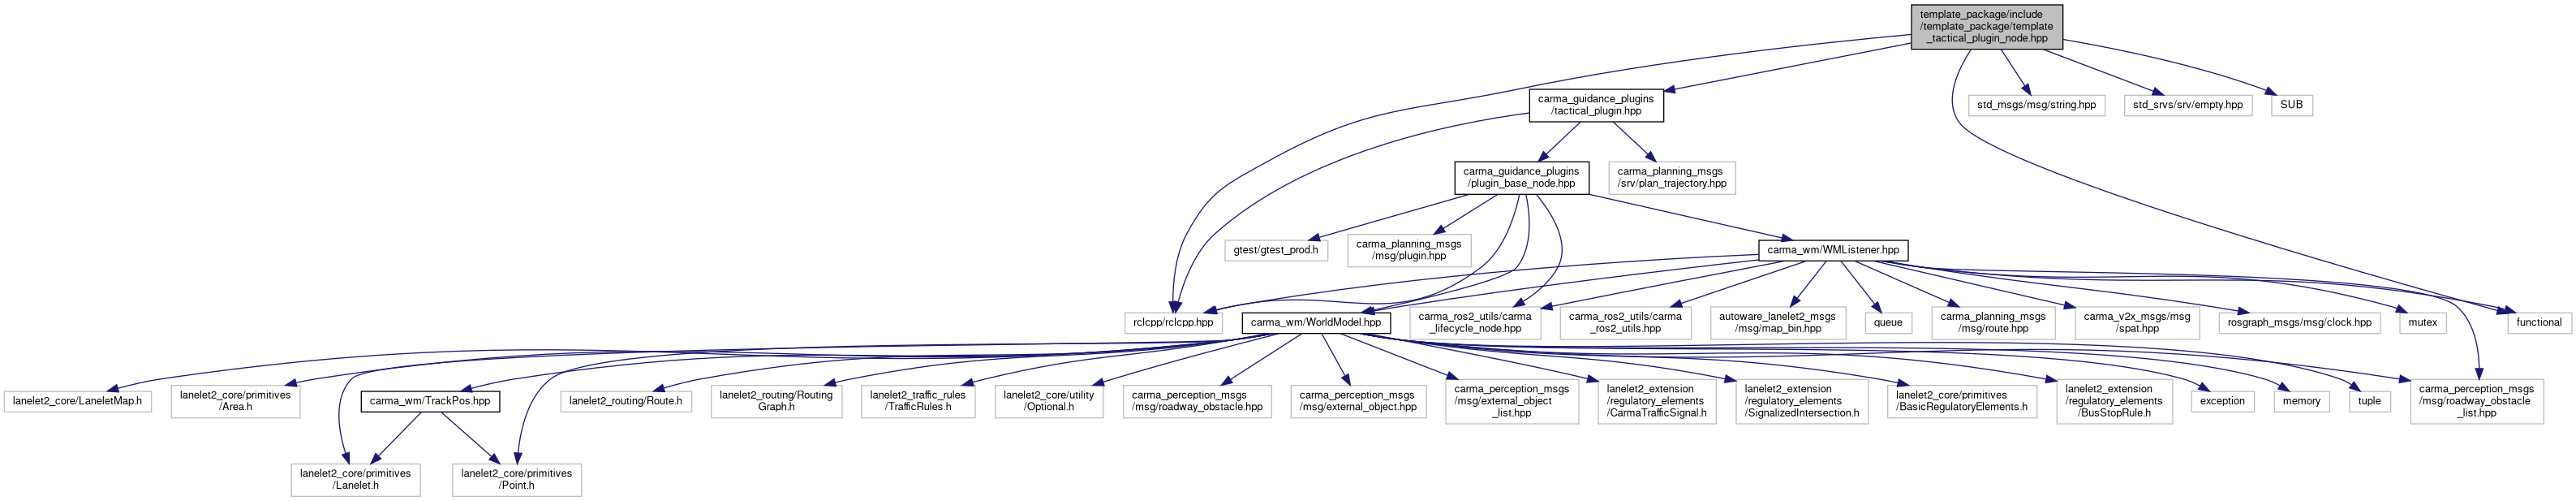 template_package/include
/template_package/template
_tactical_plugin_node.hpp
carma_guidance_plugins
/tactical_plugin.hpp
std_msgs/msg/string.hpp
std_srvs/srv/empty.hpp
SUB
carma_guidance_plugins
/plugin_base_node.hpp
carma_planning_msgs
/srv/plan_trajectory.hpp
gtest/gtest_prod.h
carma_planning_msgs
/msg/plugin.hpp
carma_wm/WMListener.hpp
rclcpp/rclcpp.hpp
carma_wm/WorldModel.hpp
carma_ros2_utils/carma
_lifecycle_node.hpp
carma_ros2_utils/carma
_ros2_utils.hpp
autoware_lanelet2_msgs
/msg/map_bin.hpp
queue
carma_planning_msgs
/msg/route.hpp
carma_v2x_msgs/msg
/spat.hpp
rosgraph_msgs/msg/clock.hpp
mutex
functional
lanelet2_core/LaneletMap.h
lanelet2_core/primitives
/Area.h
carma_wm/TrackPos.hpp
lanelet2_routing/Route.h
lanelet2_routing/Routing
Graph.h
lanelet2_traffic_rules
/TrafficRules.h
lanelet2_core/utility
/Optional.h
carma_perception_msgs
/msg/roadway_obstacle.hpp
carma_perception_msgs
/msg/external_object.hpp
carma_perception_msgs
/msg/external_object
_list.hpp
lanelet2_extension
/regulatory_elements
/CarmaTrafficSignal.h
lanelet2_extension
/regulatory_elements
/SignalizedIntersection.h
lanelet2_core/primitives
/BasicRegulatoryElements.h
lanelet2_extension
/regulatory_elements
/BusStopRule.h
exception
memory
tuple
carma_perception_msgs
/msg/roadway_obstacle
_list.hpp
lanelet2_core/primitives
/Lanelet.h
lanelet2_core/primitives
/Point.h